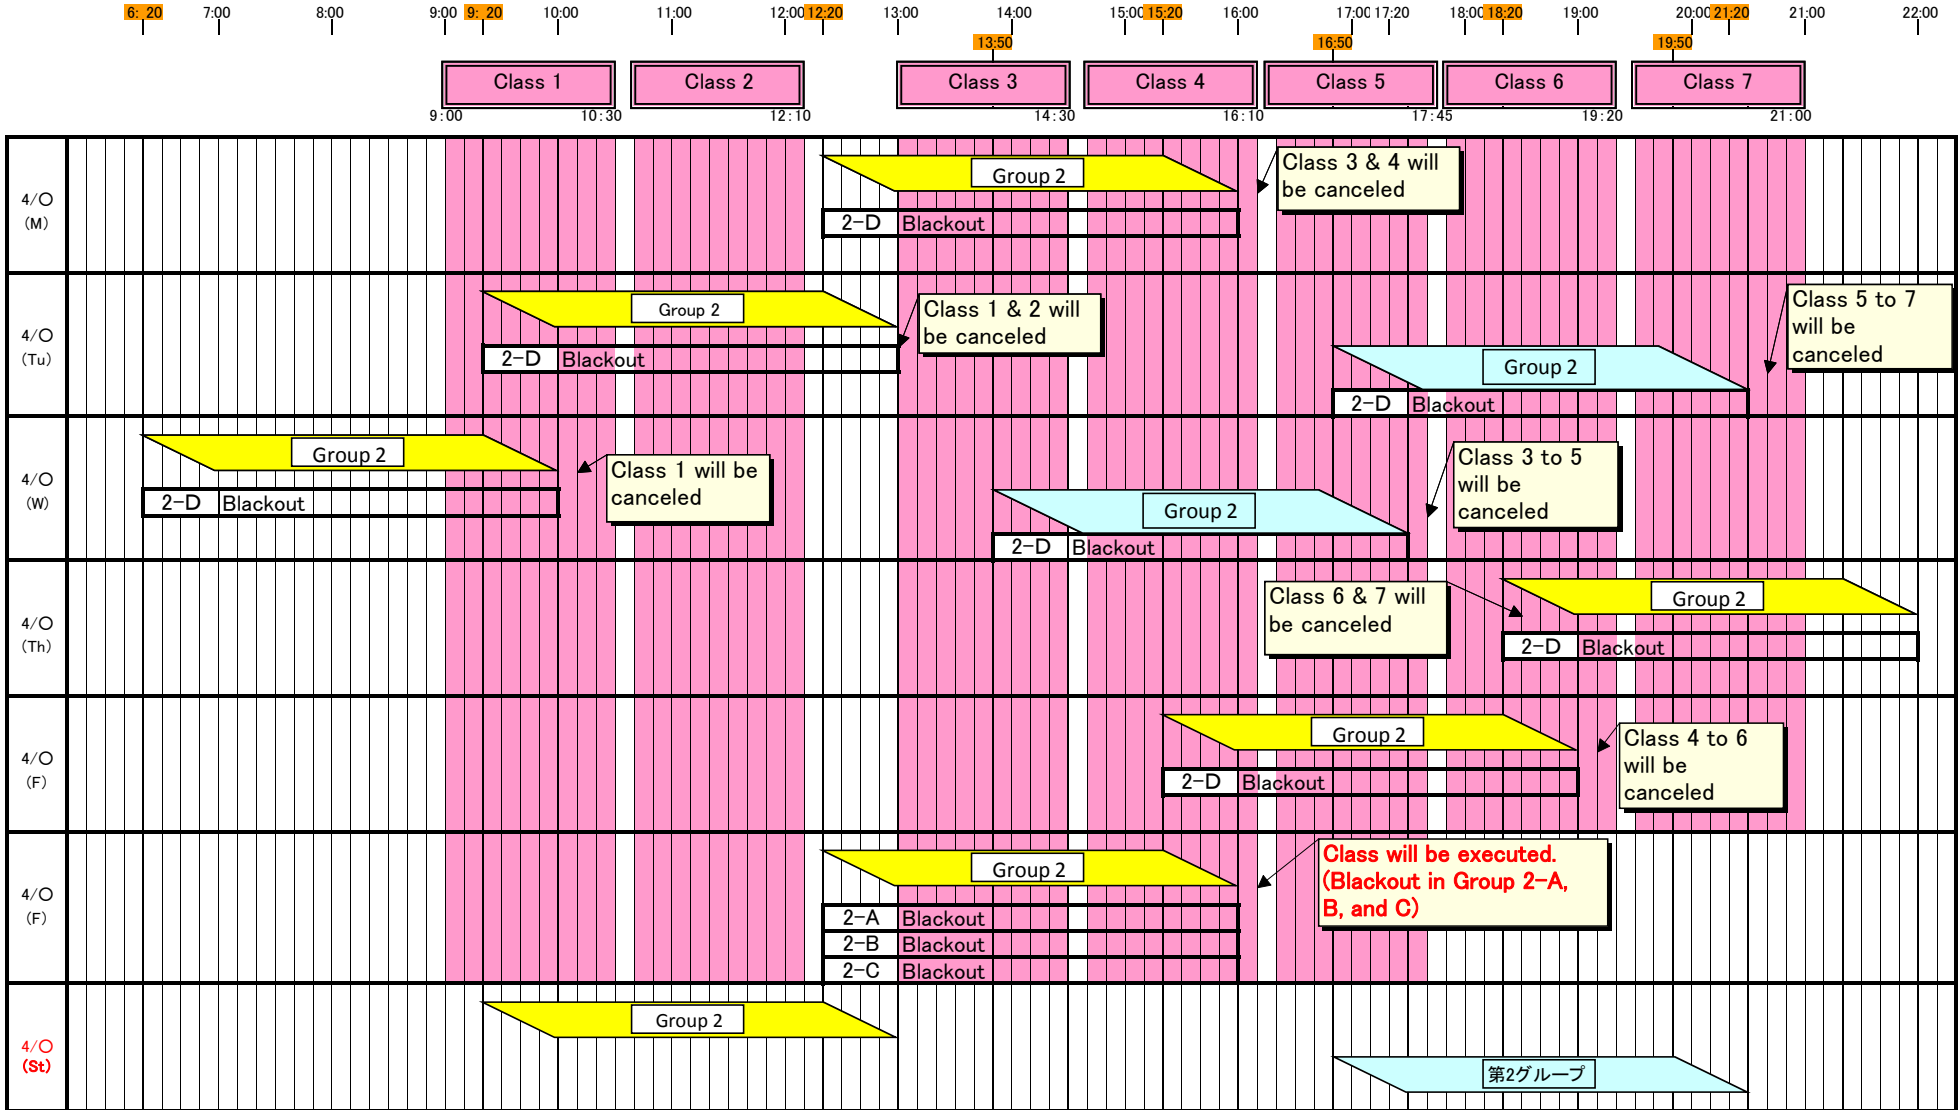 6: 20 7:00 8:00 9:00 9: 20 10:00 11:00 12:00 12:20 13:00 14:00 15:00 15:20 16:00 17:00 17:20 18:00 18:20 19:00 20:00 21:20 21:00 22:00
13:50 16:50 19:50
Class 1 Class 2 Class 3 Class 4 Class 5 Class 6 Class 7
9:00 10:30 12:10 14:30 16:10 17:45 19:20 21:00
4/〇
(M)
Group 2
2-D Blackout
Class 3 & 4 will
be canceled
4/〇
(Tu)
Group 2
2-D Blackout
Class 1 & 2 will
be canceled
Group 2
2-D Blackout
Class 5 to 7
will be
canceled
4/〇
(W)
Group 2
2-D Blackout
Class 1 will be
canceled
Group 2
2-D Blackout
Class 3 to 5
will be
canceled
4/〇
(Th)
Class 6 & 7 will
be canceled
Group 2
2-D Blackout
4/〇
(F)
Group 2
2-D Blackout
Class 4 to 6
will be
canceled
4/〇
(F)
Group 2
2-A Blackout
2-B Blackout
2-C Blackout
Class will be executed.
(Blackout in Group 2-A,
B, and C)
4/〇
(St)
Group 2
第2グループ